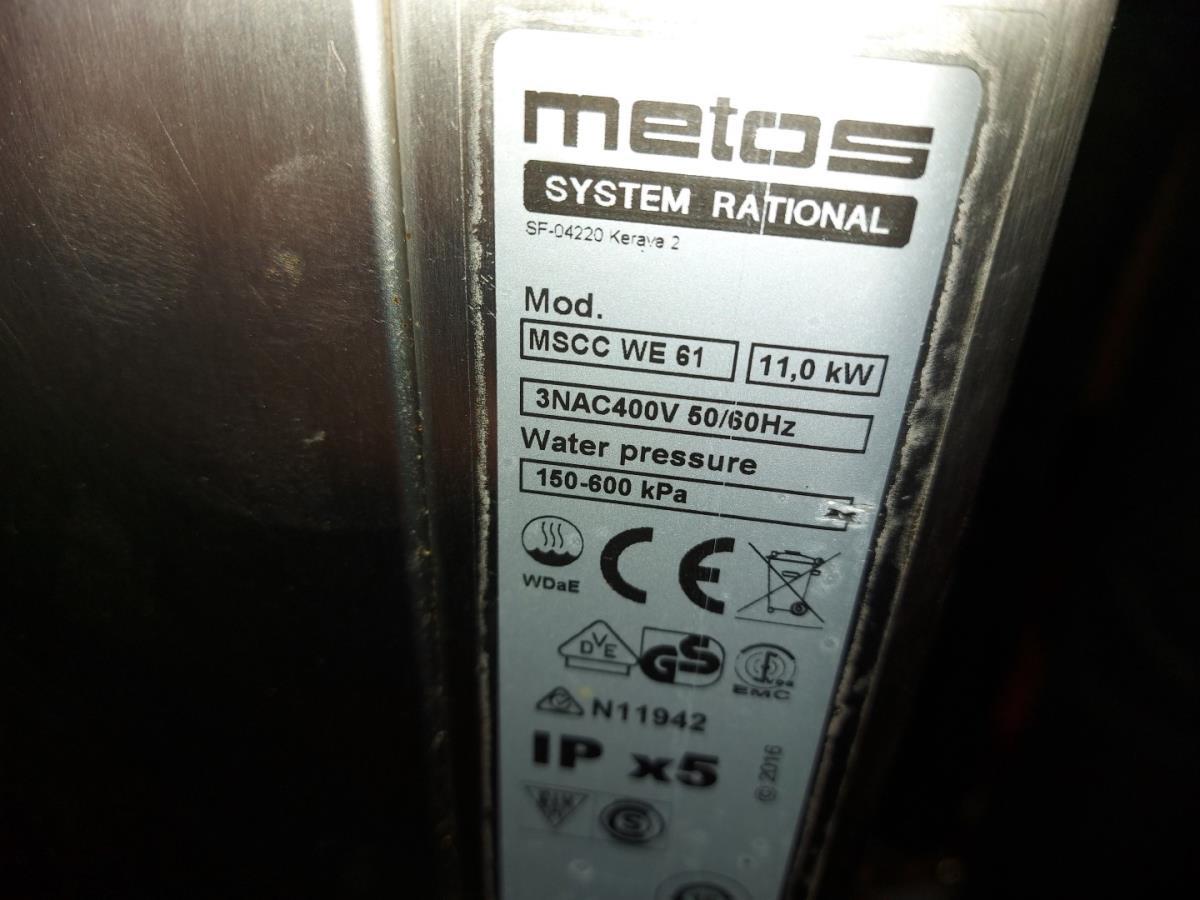 metos
SYSTEM RATIONAL
SF-04220 Kerava 2
Mod.
MSCC WE 61 11,0 kW
3NAC400V 50/60Hz
Water pressure
150-600 kPa
WDaE
CE
DVE
GS
EMC
N11942
IP x5
©2016
S